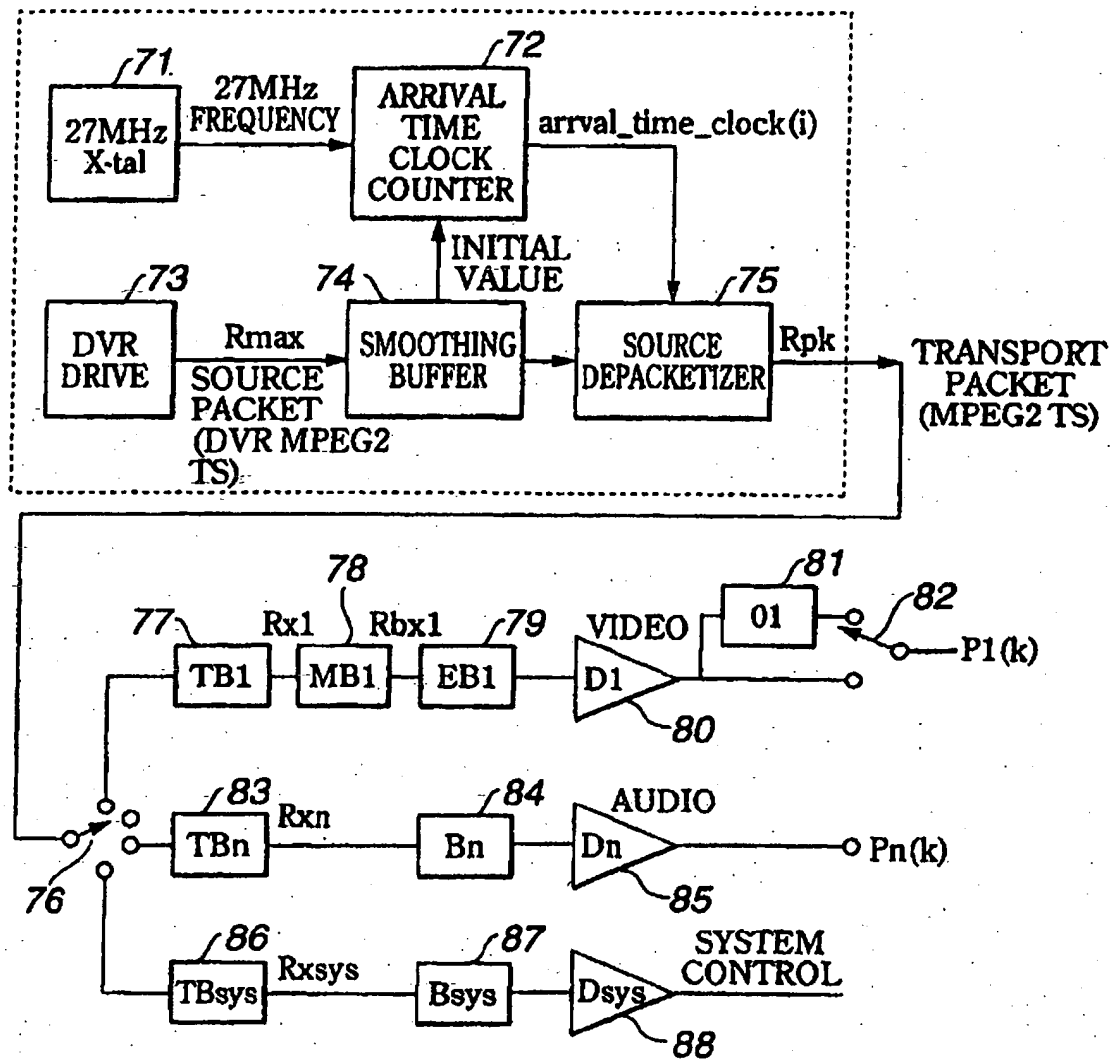 71
27MHz
X-tal
27MHz
FREQUENCY
72
ARRIVAL
TIME
CLOCK
COUNTER
arrval_time_clock(i)
INITIAL
VALUE
73
DVR
DRIVE
Rmax
SOURCE
PACKET
(DVR MPEG2
TS)
74
SMOOTHING
BUFFER
75
SOURCE
DEPACKETIZER
Rpk
TRANSPORT
PACKET
(MPEG2 TS)
76
77
TB1
Rx1
78
MB1
Rbx1
79
EB1
VIDEO
D1
80
81
01
82
P1(k)
83
TBn
Rxn
84
Bn
AUDIO
Dn
85
Pn(k)
86
TBsys
Rxsys
87
Bsys
Dsys
88
SYSTEM
CONTROL